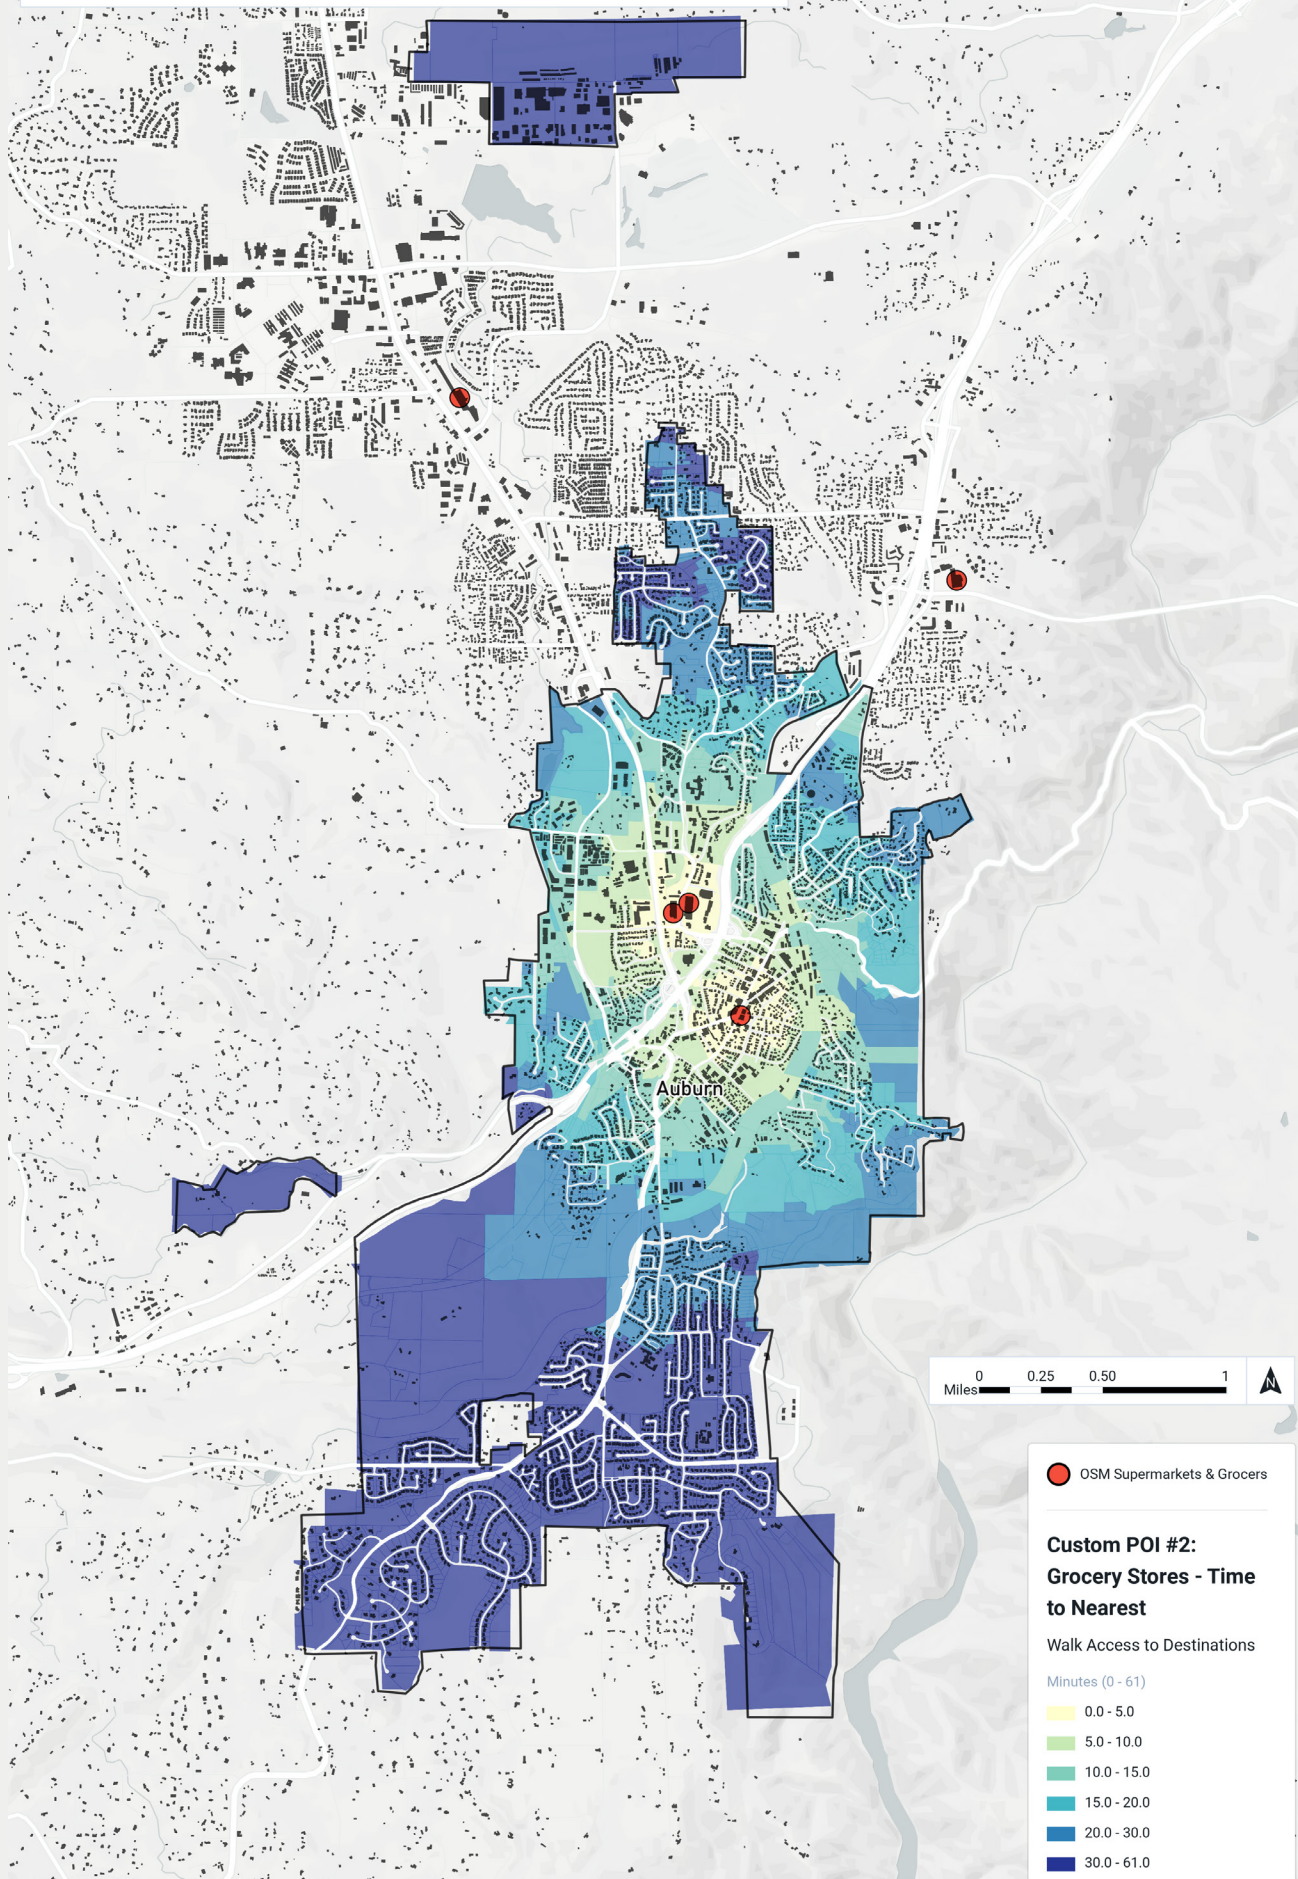 Auburn
0 0.25 0.50 1
Miles
N
OSM Supermarkets & Grocers
Custom POI #2:
Grocery Stores - Time
to Nearest
Walk Access to Destinations
Minutes (0 - 61)
0.0 - 5.0
5.0 - 10.0
10.0 - 15.0
15.0 - 20.0
20.0 - 30.0
30.0 - 61.0